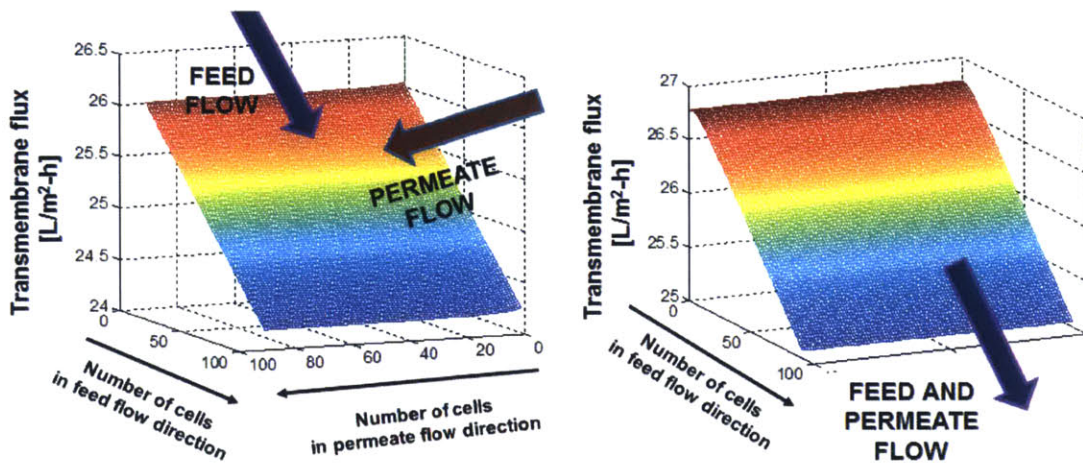 Transmembrane flux
[L/m²-h]
26.5
26
25.5
25
24.5
24
0
50
100
100
80
60
40
20
0
FEED
FLOW
PERMEATE
FLOW
Number of cells
in feed flow direction
Number of cells
in permeate flow direction
Transmembrane flux
[L/m²-h]
27
26.5
26
25.5
25
0
50
100
Number of cells
in feed flow direction
FEED AND
PERMEATE
FLOW